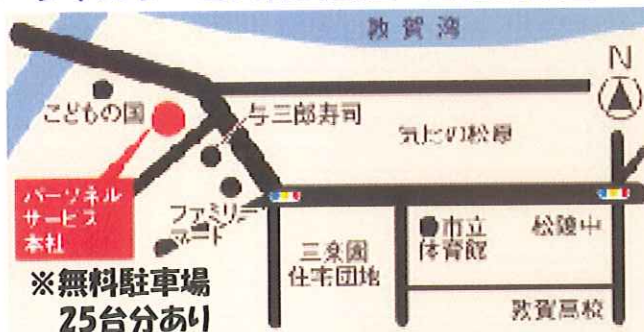 敦賀湾
N
こどもの国
与三郎寿司
気比の松原
パーソネル
サービス
本社
ファミリー
マート
三楽園
住宅団地
市立
体育館
松陵中
敦賀高校
※無料駐車場
25台分あり